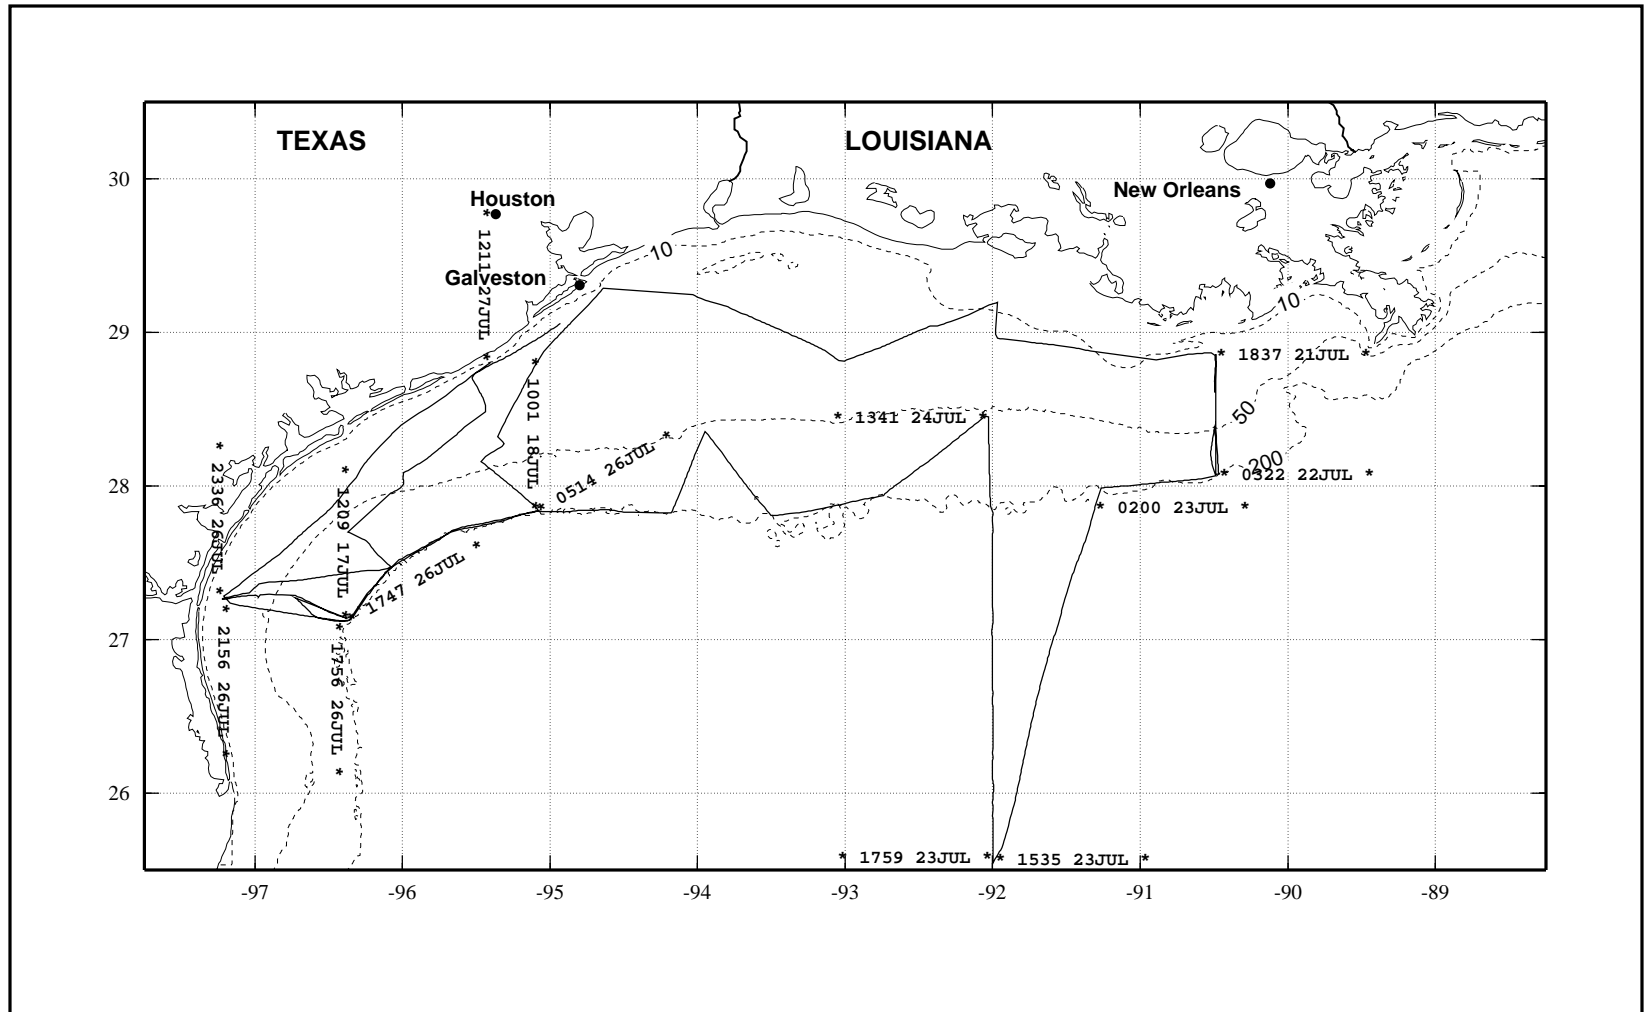 TEXAS
LOUISIANA
30
29
28
27
26
Houston
New Orleans
* 1211 27JUL *
Galveston
10
10
* 1837 21JUL *
* 1001 18JUL *
* 1341 24JUL *
50
200
* 0514 26JUL *
* 0322 22JUL *
* 2336 26JUL *
* 1209 17JUL *
* 0200 23JUL *
* 1747 26JUL *
* 2156 26JUL *
* 1756 26JUL *
* 1759 23JUL *
* 1535 23JUL *
-97 -96 -95 -94 -93 -92 -91 -90 -89